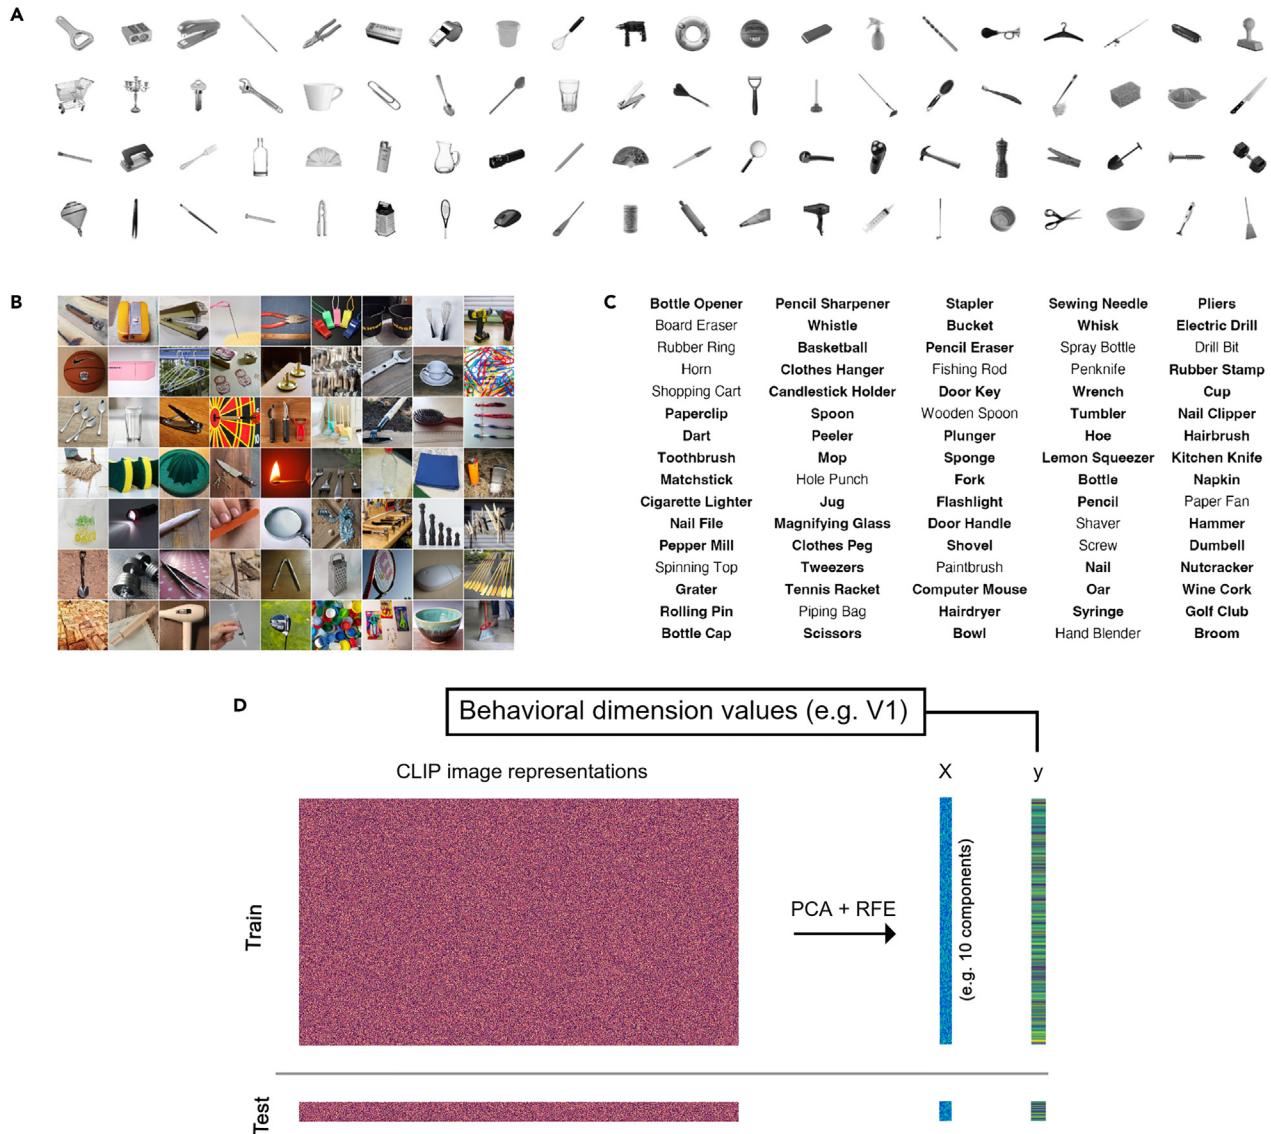 A
B
C
Bottle Opener Pencil Sharpener Stapler Sewing Needle Pliers
Board Eraser Whistle Bucket Whisk Electric Drill
Rubber Ring Basketball Pencil Eraser Spray Bottle Drill Bit
Horn Clothes Hanger Fishing Rod Penknife Rubber Stamp
Shopping Cart Candlestick Holder Door Key Wrench Cup
Paperclip Spoon Wooden Spoon Tumbler Nail Clipper
Dart Peeler Plunger Hoe Hairbrush
Toothbrush Mop Sponge Lemon Squeezer Kitchen Knife
Matchstick Hole Punch Fork Bottle Napkin
Cigarette Lighter Jug Flashlight Pencil Paper Fan
Nail File Magnifying Glass Door Handle Shaver Hammer
Pepper Mill Clothes Peg Shovel Screw Dumbell
Spinning Top Tweezers Paintbrush Nail Nutcracker
Grater Tennis Racket Computer Mouse Oar Wine Cork
Rolling Pin Piping Bag Hairdryer Syringe Golf Club
Bottle Cap Scissors Bowl Hand Blender Broom
D
Behavioral dimension values (e.g. V1)
CLIP image representations
X
y
Train
PCA + RFE
(e.g. 10 components)
Test